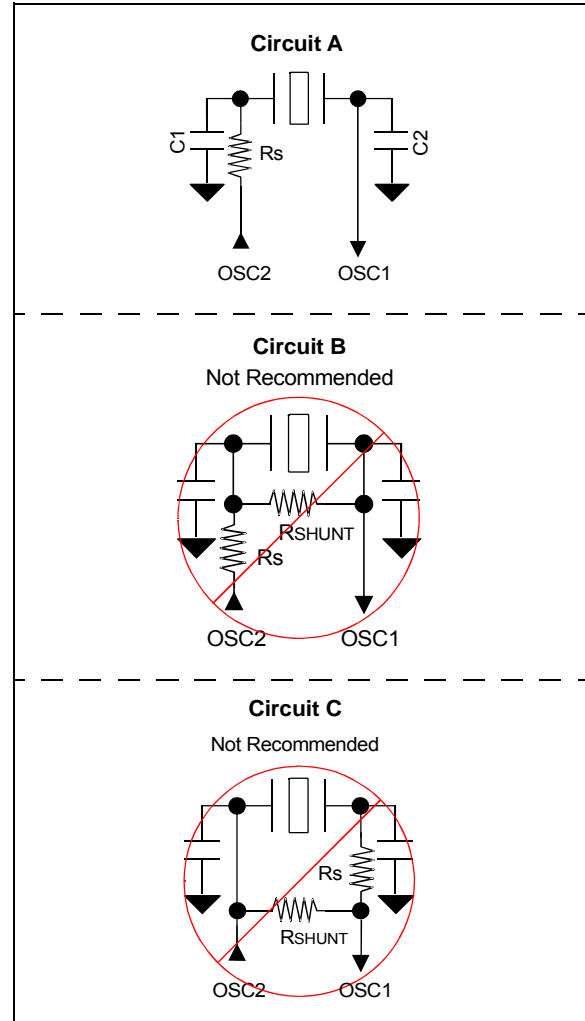 Circuit A
C1
Rs
C2
OSC2 OSC1
Circuit B
Not Recommended
RSHUNT
Rs
OSC2 OSC1
Circuit C
Not Recommended
Rs
RSHUNT
OSC2 OSC1